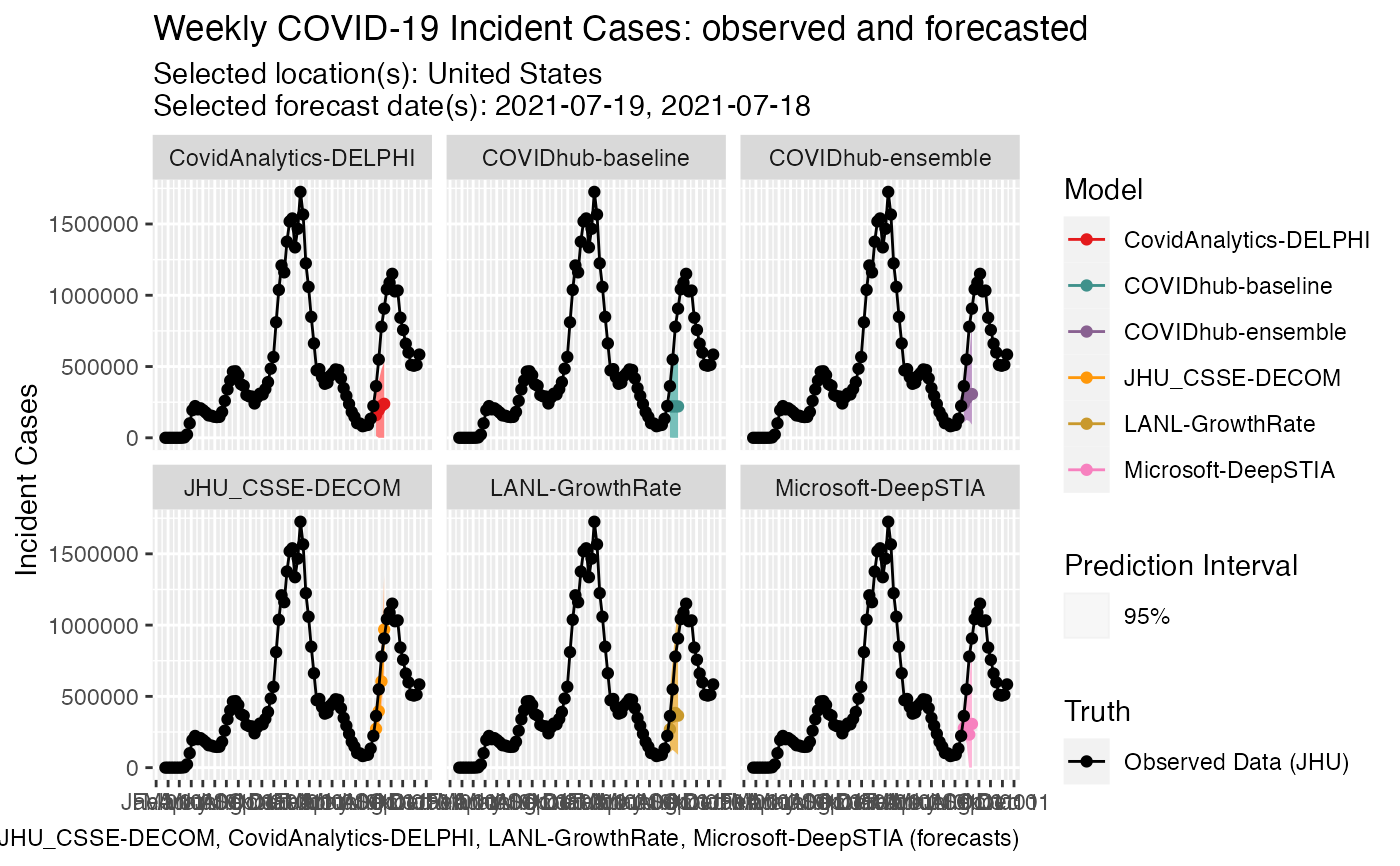 Weekly COVID-19 Incident Cases: observed and forecasted
Selected location(s): United States
Selected forecast date(s): 2021-07-19, 2021-07-18
CovidAnalytics-DELPHI
COVIDhub-baseline
COVIDhub-ensemble
1500000
1000000
500000
0
JHU_CSSE-DECOM
LANL-GrowthRate
Microsoft-DeepSTIA
1500000
1000000
500000
0
Incident Cases
JHU_CSSE-DECOM, CovidAnalytics-DELPHI, LANL-GrowthRate, Microsoft-DeepSTIA (forecasts)
Model
CovidAnalytics-DELPHI
COVIDhub-baseline
COVIDhub-ensemble
JHU_CSSE-DECOM
LANL-GrowthRate
Microsoft-DeepSTIA
Prediction Interval
95%
Truth
Observed Data (JHU)